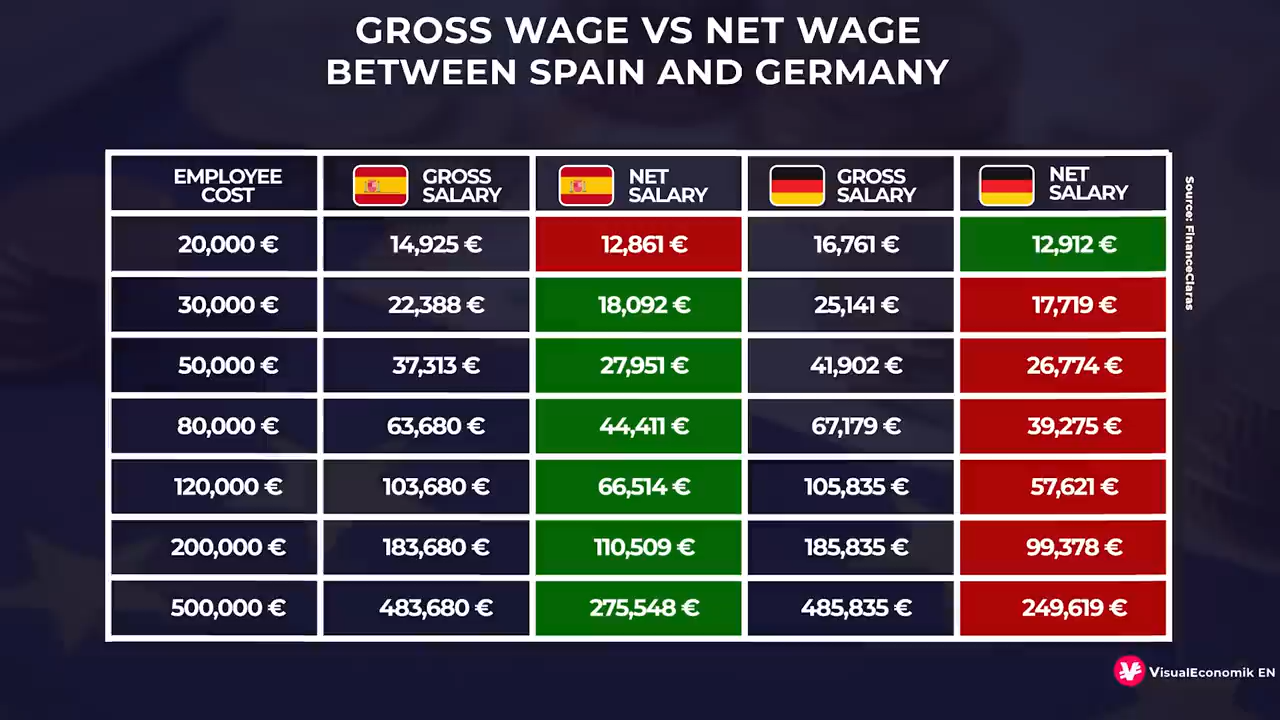 GROSS WAGE VS NET WAGE
BETWEEN SPAIN AND GERMANY
EMPLOYEE COST GROSS SALARY NET SALARY GROSS SALARY NET SALARY
20,000 € 14,925 € 12,861 € 16,761 € 12,912 €
30,000 € 22,388 € 18,092 € 25,141 € 17,719 €
50,000 € 37,313 € 27,951 € 41,902 € 26,774 €
80,000 € 63,680 € 44,411 € 67,179 € 39,275 €
120,000 € 103,680 € 66,514 € 105,835 € 57,621 €
200,000 € 183,680 € 110,509 € 185,835 € 99,378 €
500,000 € 483,680 € 275,548 € 485,835 € 249,619 €
Source: FinanceClaras
VisualEconomik EN